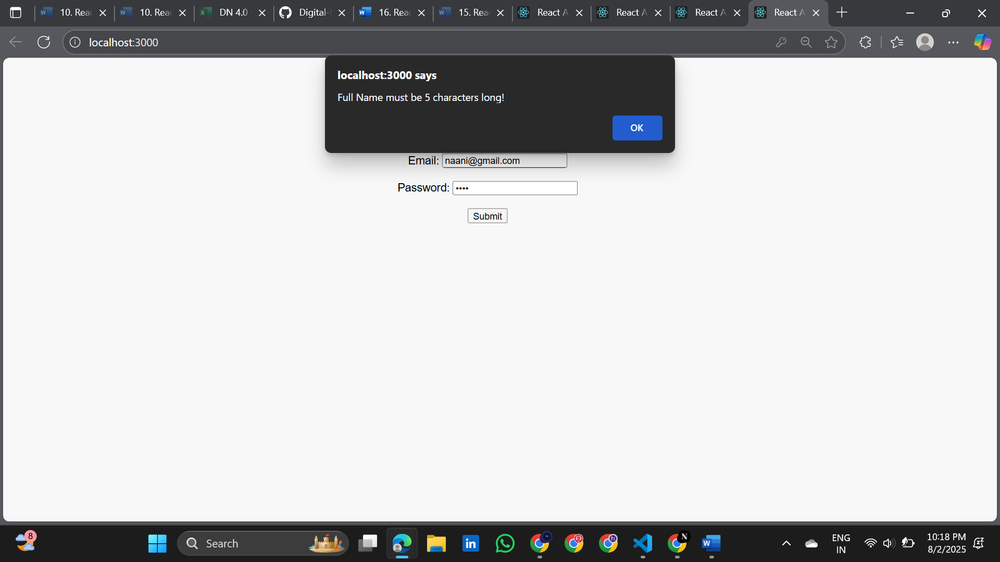 10. Reac
10. Reac
DN 4.0
Digital-
16. Reac
15. Reac
React A
React A
React A
React A
localhost:3000
localhost:3000 says
Full Name must be 5 characters long!
OK
Email: naani@gmail.com
Password: ••••
Submit
8
Search
ENG
IN
10:18 PM
8/2/2025